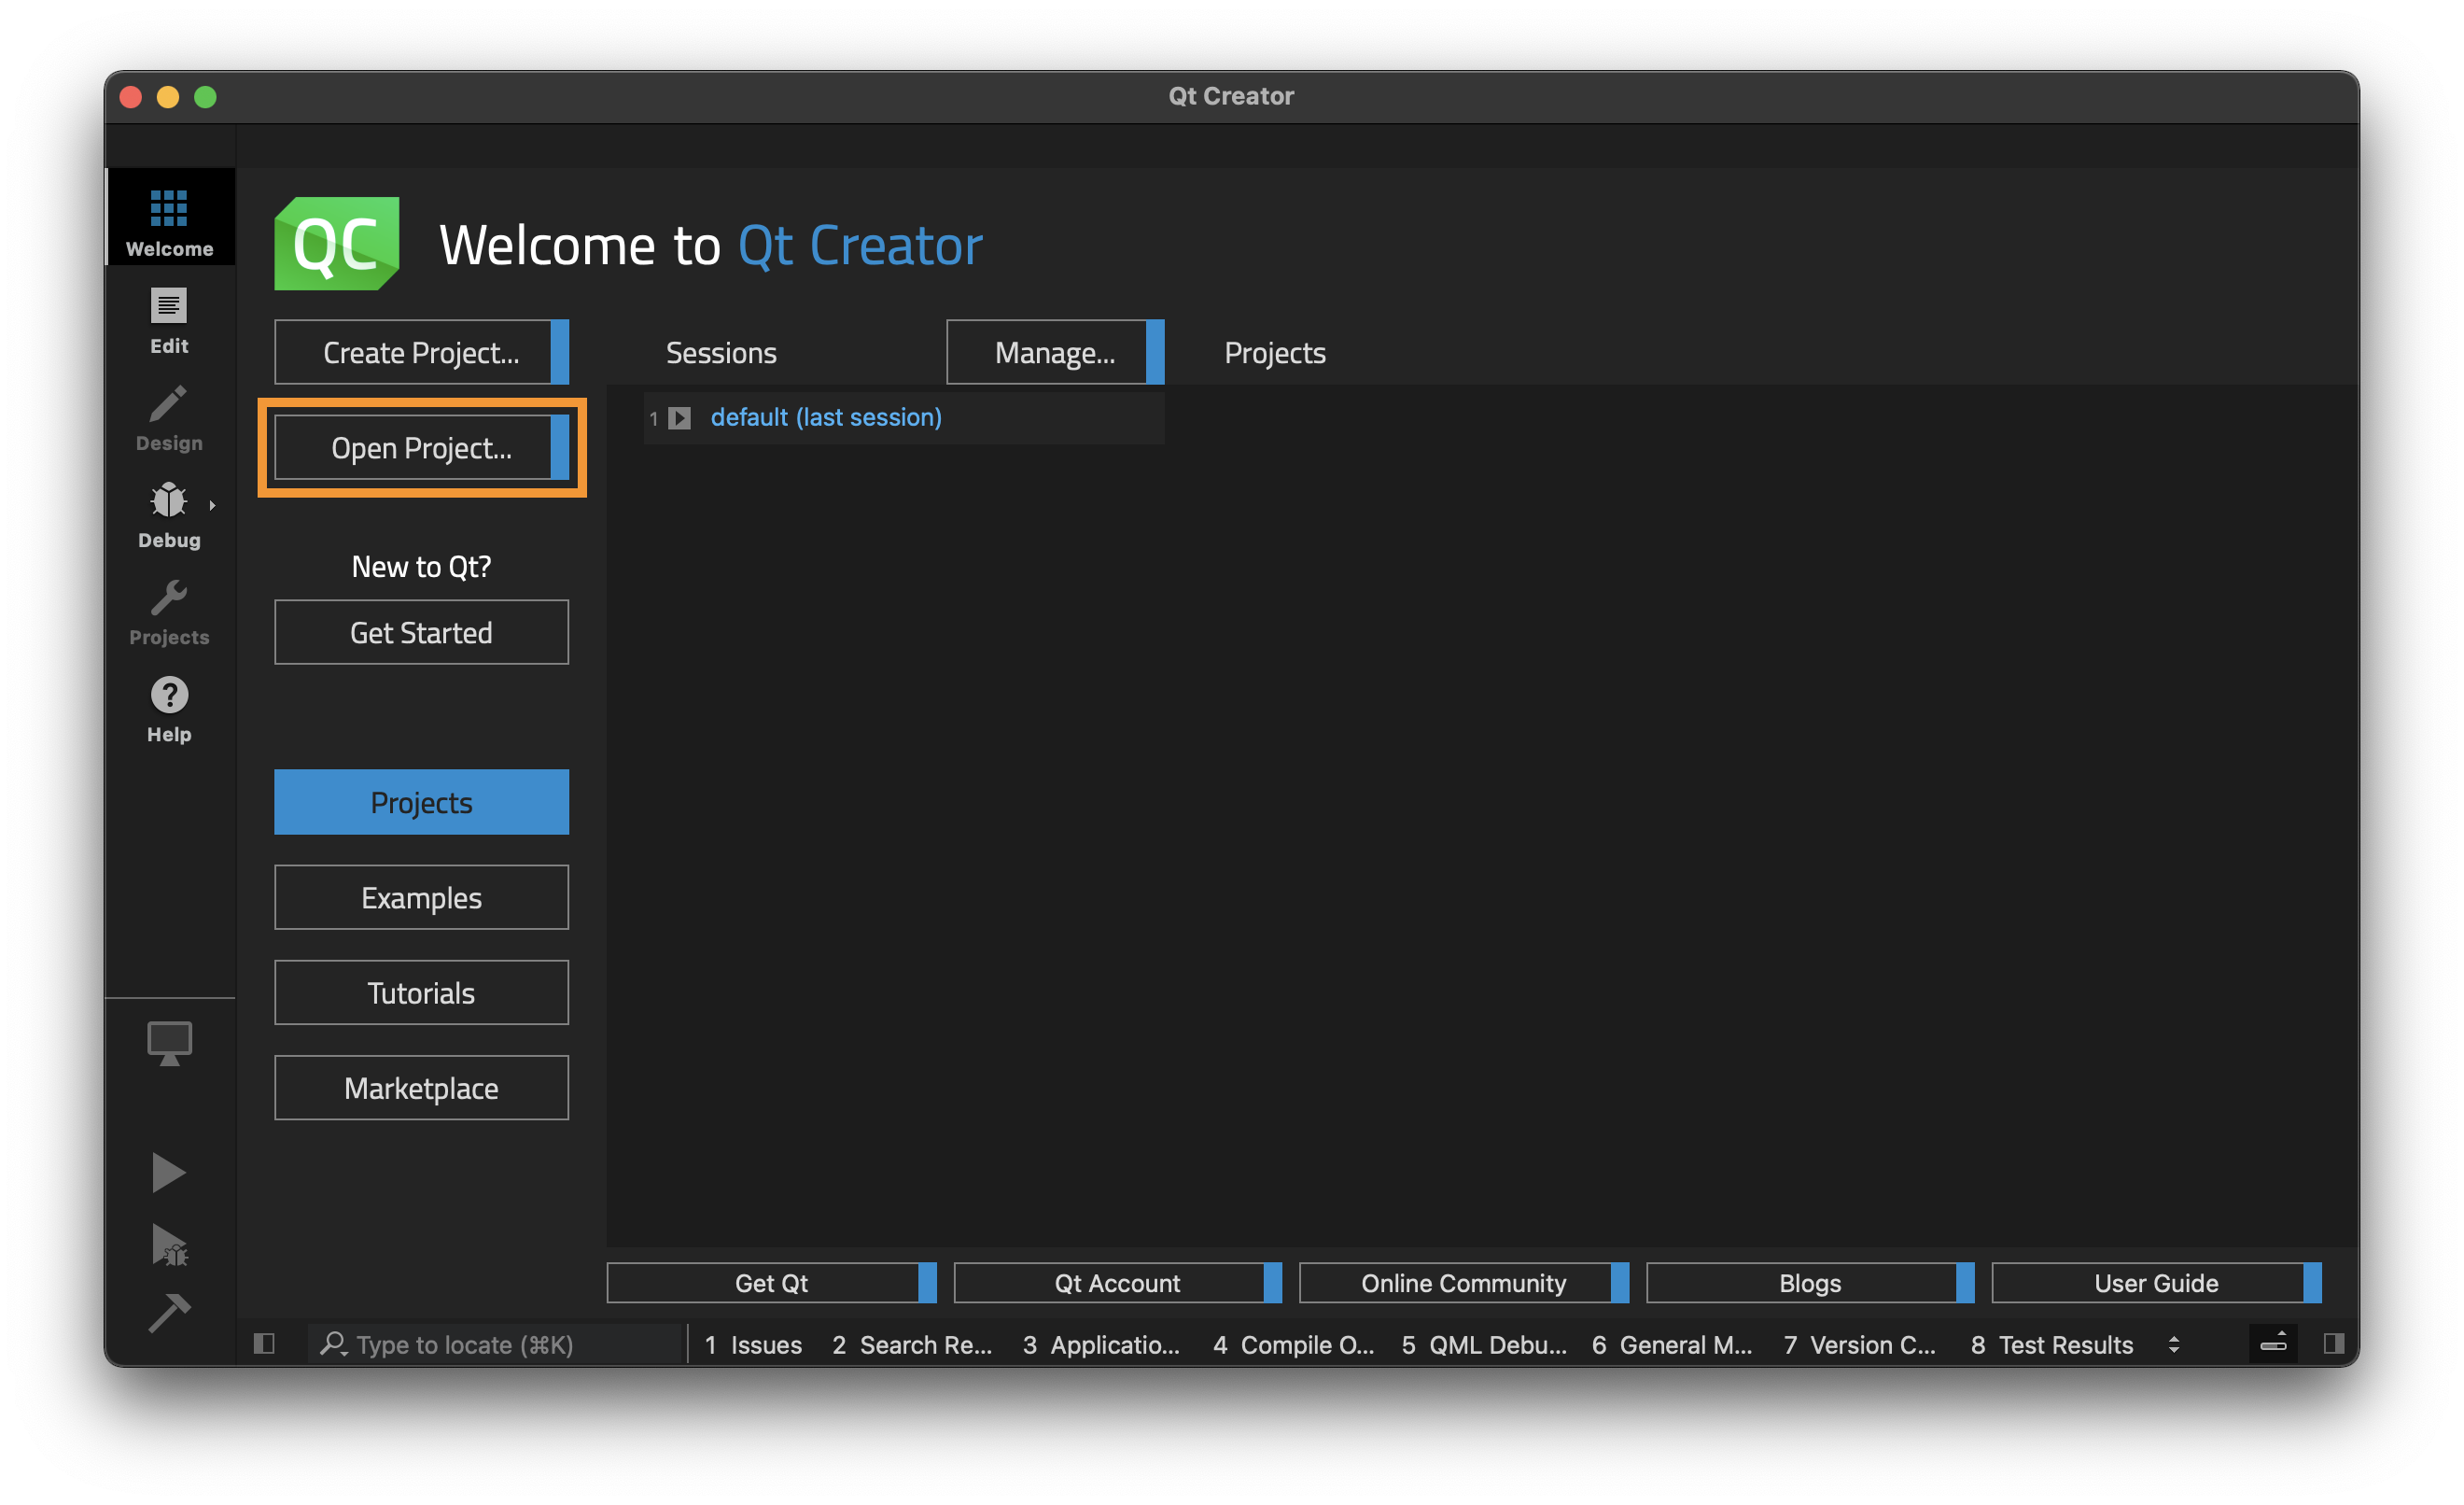 Qt Creator
Welcome
Edit
Design
Debug
Projects
Help
QC
Welcome to Qt Creator
Create Project...
Sessions
Manage...
Projects
Open Project...
1 default (last session)
New to Qt?
Get Started
Projects
Examples
Tutorials
Marketplace
Get Qt
Qt Account
Online Community
Blogs
User Guide
Type to locate (⌘K)
1 Issues 2 Search Re... 3 Applicatio... 4 Compile O... 5 QML Debu... 6 General M... 7 Version C... 8 Test Results